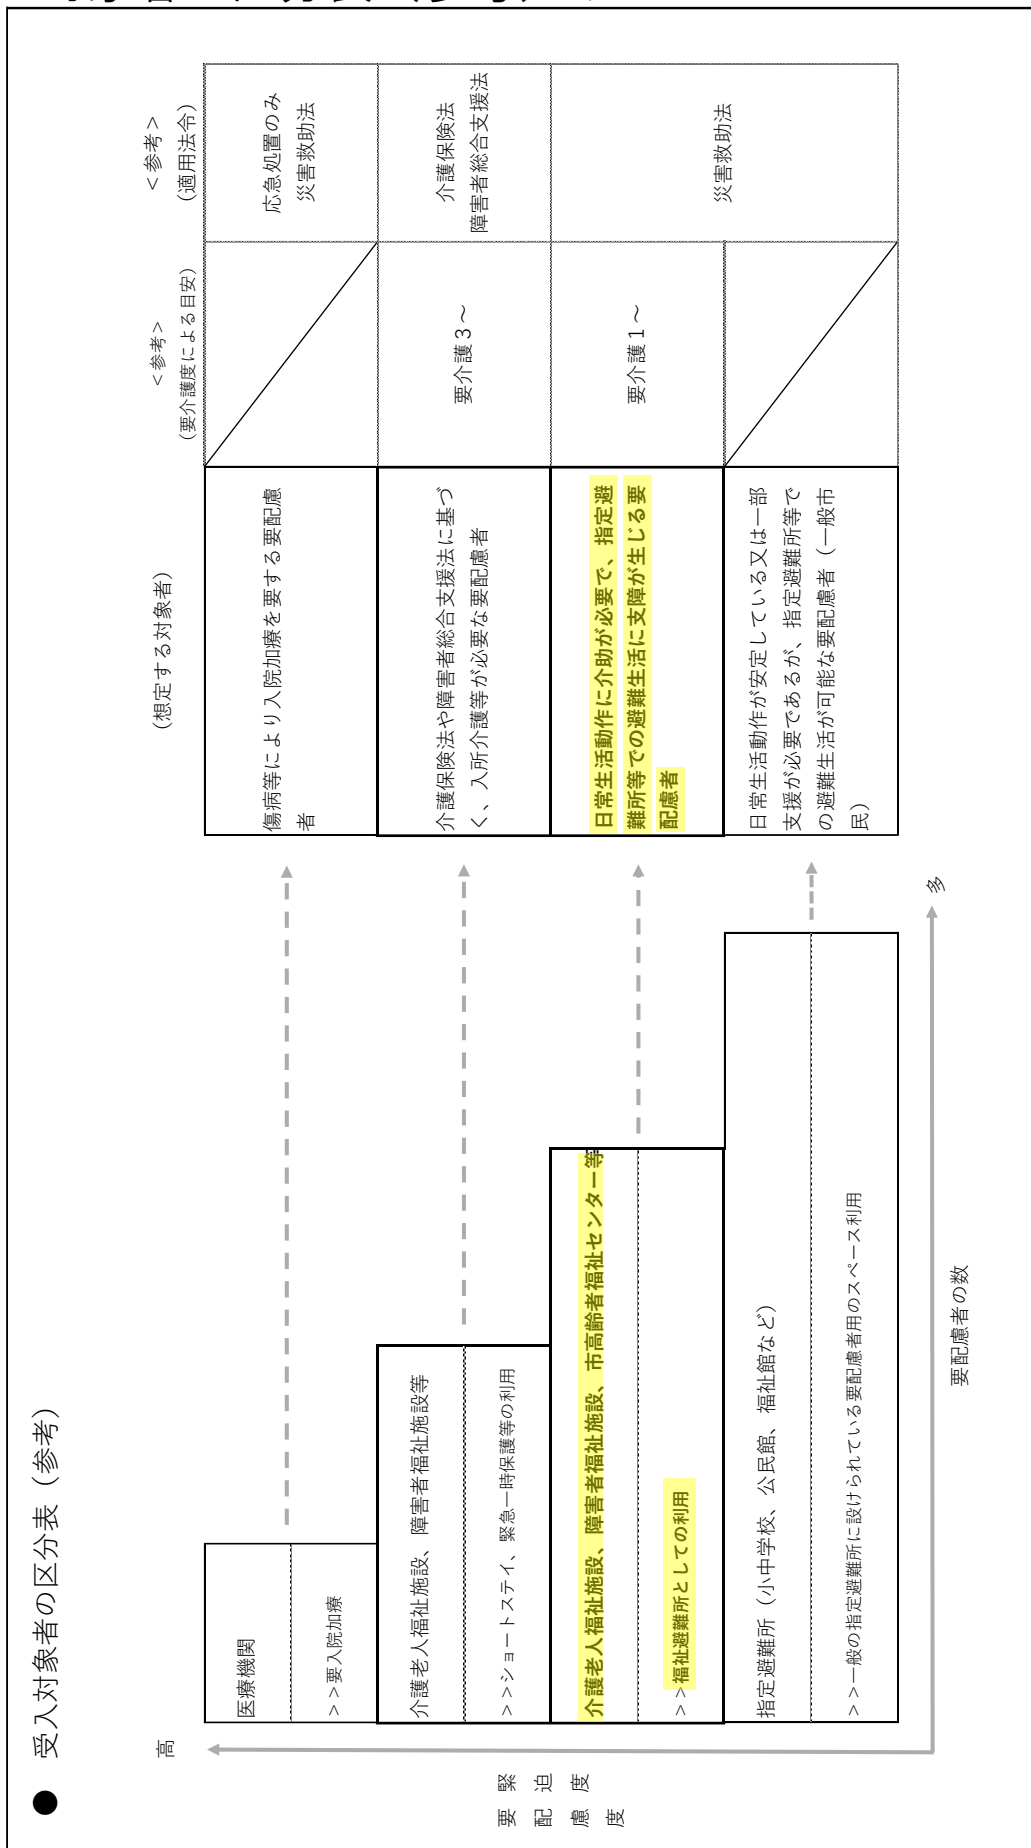 ● 受入対象者の区分表（参考）
(想定する対象者)
＜参考＞
(要介護度による目安)
＜参考＞
(適用法令)
高
緊迫度
要配慮度
医療機関
>>要入院加療
傷病等により入院加療を要する要配慮
者
応急処置のみ
災害救助法
介護老人福祉施設、障害者福祉施設等
>>ショートステイ、緊急一時保護等の利用
介護保険法や障害者総合支援法に基づ
く、入所介護等が必要な要配慮者
要介護３～
介護保険法
障害者総合支援法
介護老人福祉施設、障害者福祉施設、市高齢者福祉センター等
>>福祉避難所としての利用
日常生活動作に介助が必要で、指定避
難所等での避難生活に支障が生じる要
配慮者
要介護１～
災害救助法
指定避難所（小中学校、公民館、福祉館など）
>>一般の指定避難所に設けられている要配慮者用のスペース利用
日常生活動作が安定している又は一部
支援が必要であるが、指定避難所等で
の避難生活が可能な要配慮者（一般市
民）
多
要配慮者の数